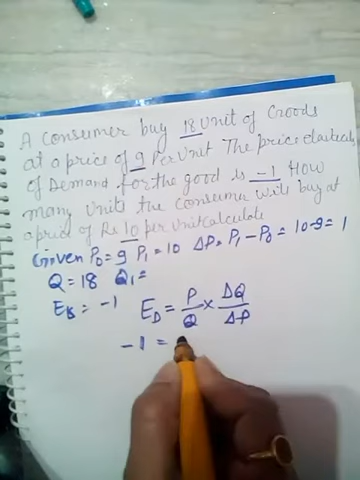 A consumer buy 18 Unit of Goods
at a price of 9 Per Unit The price elasticity
of Demand for the good is -1 How
many Units the consumer will buy at
a price of Rs 10 per unit calculate
Given P₀ = 9 P₁ = 10 ΔP = P₁ - P₀ = 10-9 = 1
Q = 18 Q₁ =
E_D = -1 E_D = P/Q × ΔQ/ΔP
-1 =